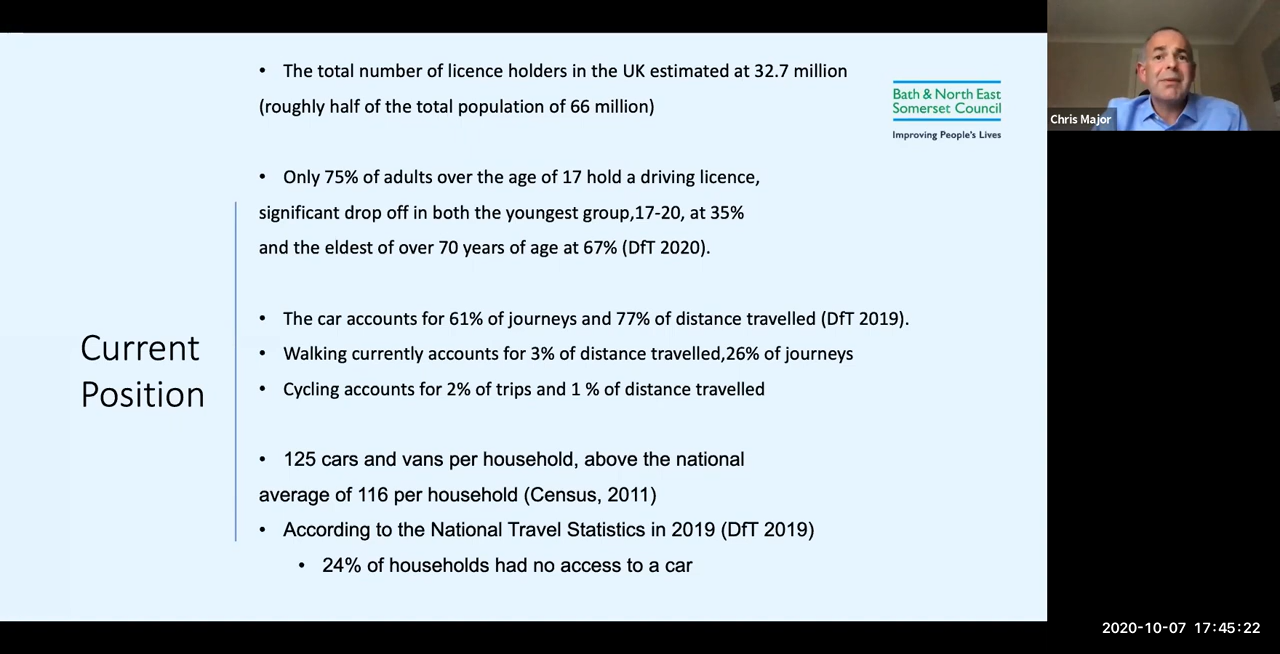 • The total number of licence holders in the UK estimated at 32.7 million
(roughly half of the total population of 66 million)
Bath & North East
Somerset Council
Improving People's Lives
Chris Major
• Only 75% of adults over the age of 17 hold a driving licence,
significant drop off in both the youngest group,17-20, at 35%
and the eldest of over 70 years of age at 67% (DfT 2020).
• The car accounts for 61% of journeys and 77% of distance travelled (DfT 2019).
Current
Position
• Walking currently accounts for 3% of distance travelled,26% of journeys
• Cycling accounts for 2% of trips and 1 % of distance travelled
• 125 cars and vans per household, above the national
average of 116 per household (Census, 2011)
• According to the National Travel Statistics in 2019 (DfT 2019)
• 24% of households had no access to a car
2020-10-07 17:45:22